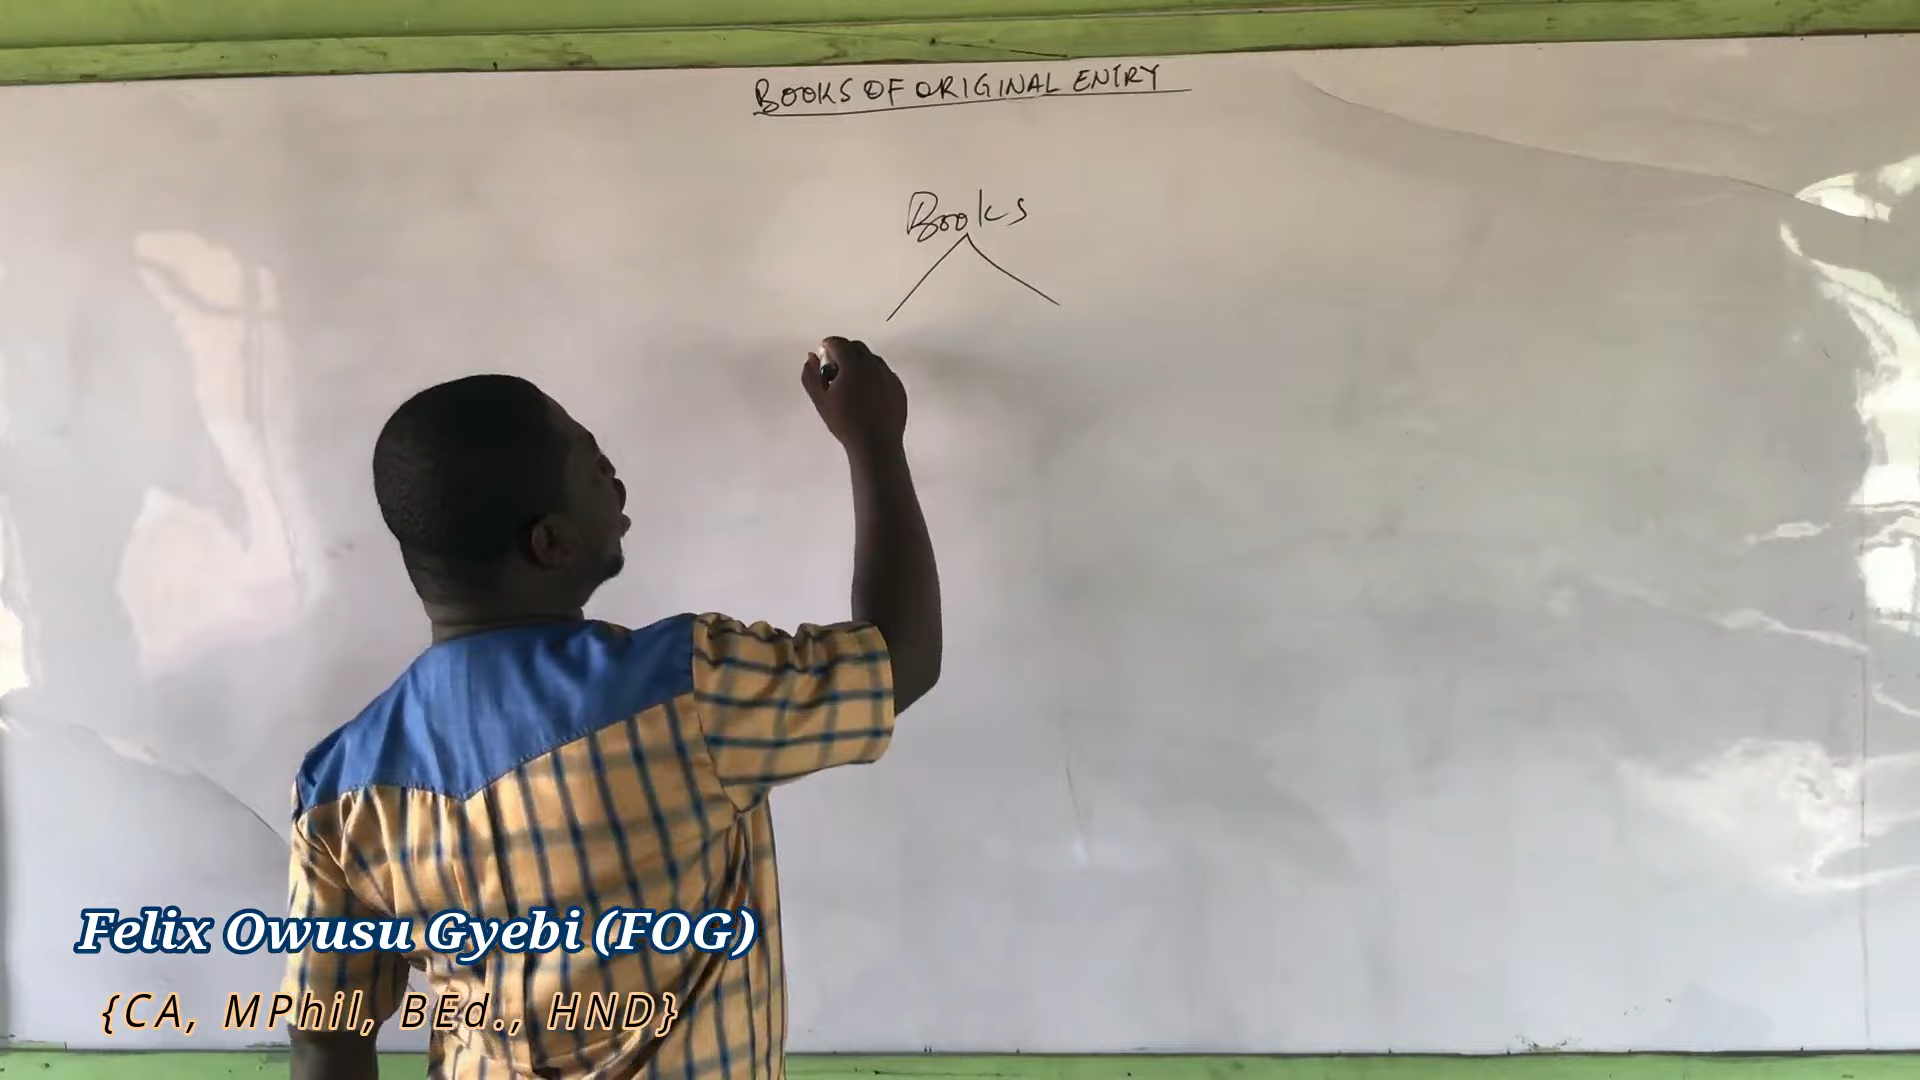 BOOKS OF ORIGINAL ENTRY
Books
Felix Owusu Gyebi (FOG)
{CA, MPhil, BEd., HND}